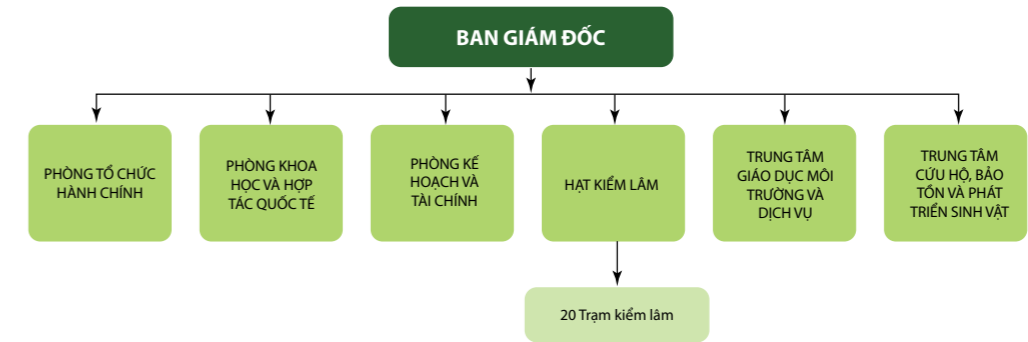 BAN GIÁM ĐỐC
PHÒNG TỔ CHỨC
HÀNH CHÍNH
PHÒNG KHOA
HỌC VÀ HỢP
TÁC QUỐC TẾ
PHÒNG KẾ
HOẠCH VÀ
TÀI CHÍNH
HẠT KIỂM LÂM
TRUNG TÂM
GIÁO DỤC MÔI
TRƯỜNG VÀ
DỊCH VỤ
TRUNG TÂM
CỨU HỘ, BẢO
TỒN VÀ PHÁT
TRIỂN SINH VẬT
20 Trạm kiểm lâm